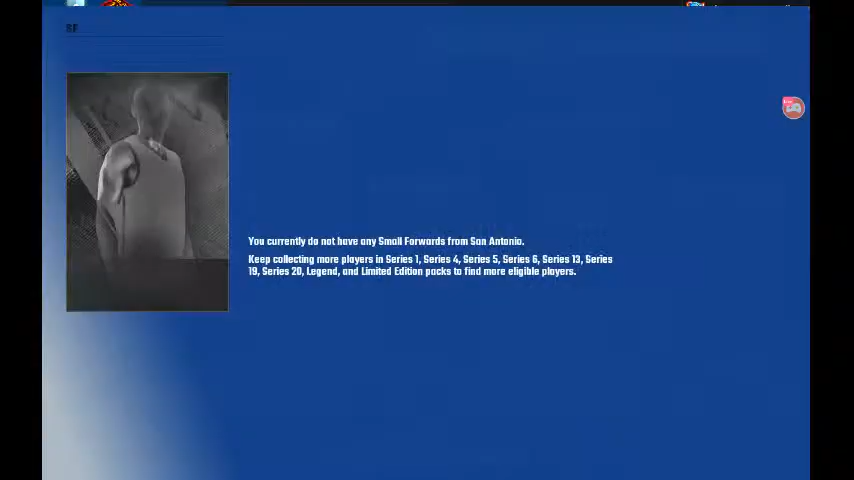 SF
You currently do not have any Small Forwards from San Antonio.
Keep collecting more players in Series 1, Series 4, Series 5, Series 6, Series 13, Series
19, Series 20, Legend, and Limited Edition packs to find more eligible players.